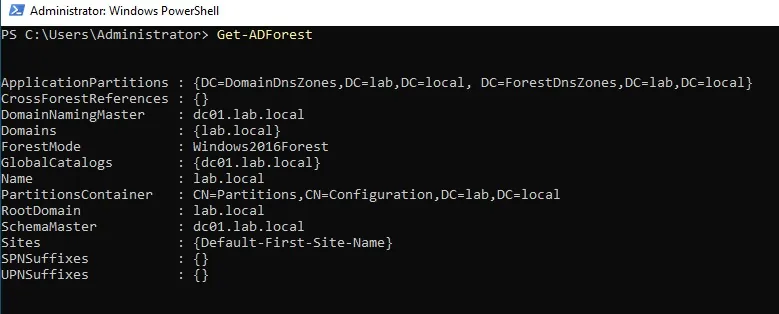 Administrator: Windows PowerShell
PS C:\Users\Administrator> Get-ADForest
ApplicationPartitions : {DC=DomainDnsZones,DC=lab,DC=local, DC=ForestDnsZones,DC=lab,DC=local}
CrossForestReferences : {}
DomainNamingMaster    : dc01.lab.local
Domains               : {lab.local}
ForestMode            : Windows2016Forest
GlobalCatalogs        : {dc01.lab.local}
Name                  : lab.local
PartitionsContainer   : CN=Partitions,CN=Configuration,DC=lab,DC=local
RootDomain            : lab.local
SchemaMaster          : dc01.lab.local
Sites                 : {Default-First-Site-Name}
SPNSuffixes           : {}
UPNSuffixes           : {}